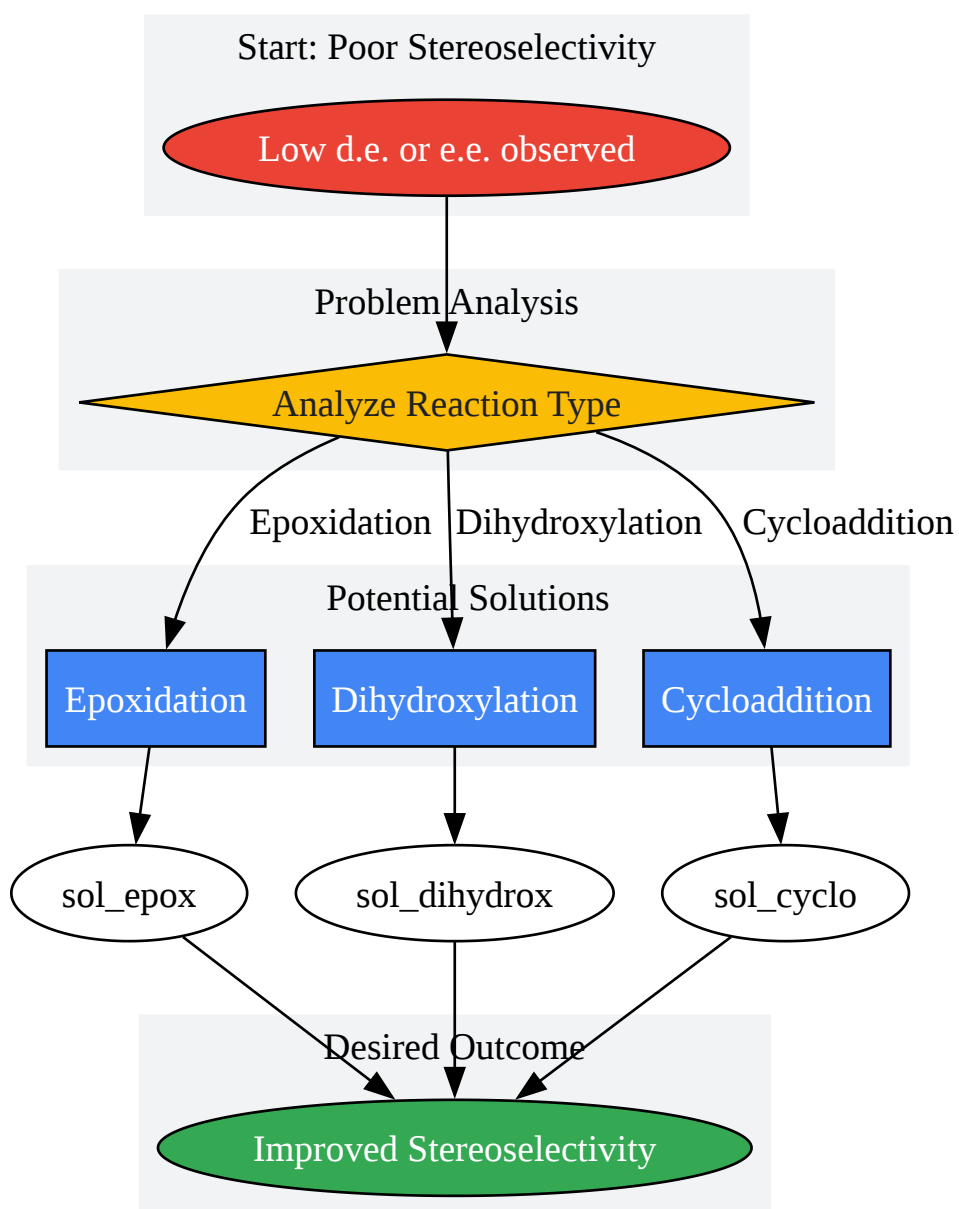 Start: Poor Stereoselectivity
Low d.e. or e.e. observed
Problem Analysis
Analyze Reaction Type
Epoxidation
Dihydroxylation
Cycloaddition
Potential Solutions
Epoxidation
Dihydroxylation
Cycloaddition
sol_epox
sol_dihydrox
sol_cyclo
Desired Outcome
Improved Stereoselectivity